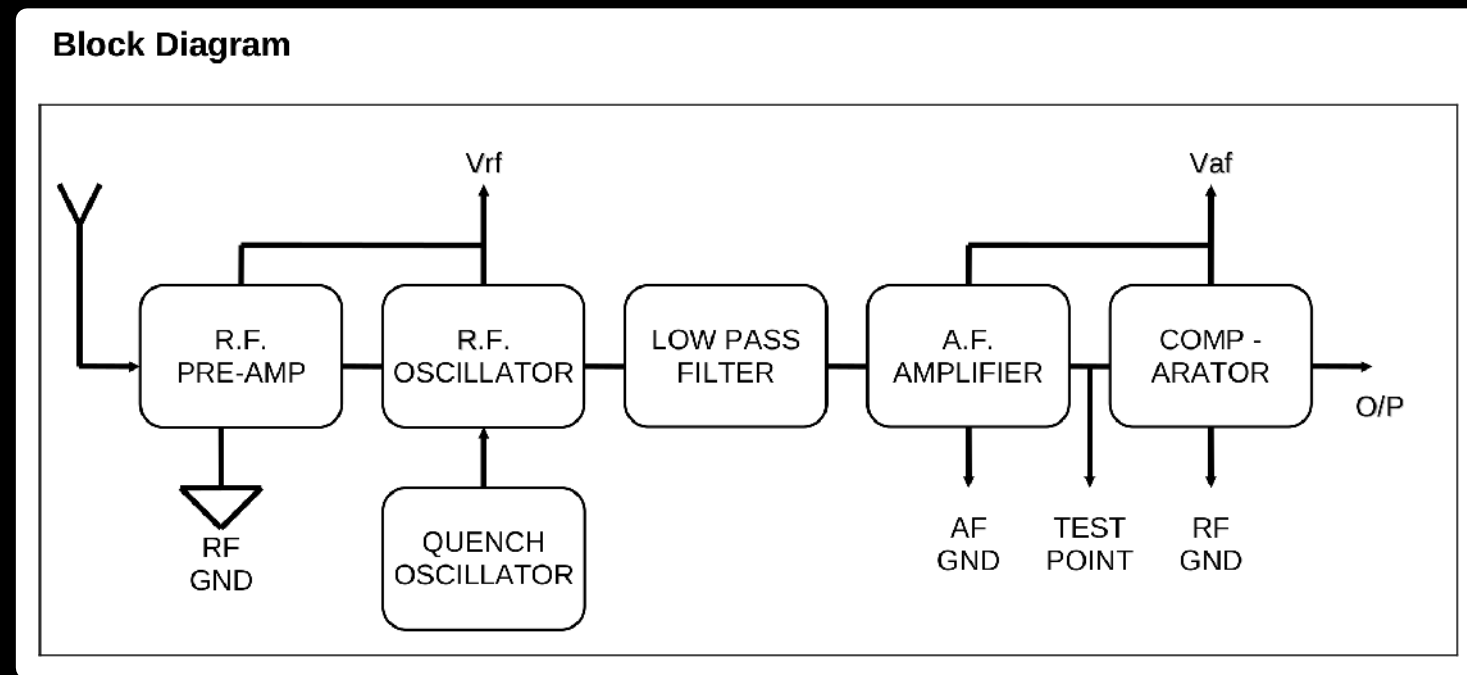 Block Diagram
Vrf
Vaf
R.F.
PRE-AMP
R.F.
OSCILLATOR
LOW PASS
FILTER
A.F.
AMPLIFIER
COMP -
ARATOR
O/P
RF
GND
QUENCH
OSCILLATOR
AF
GND
TEST
POINT
RF
GND